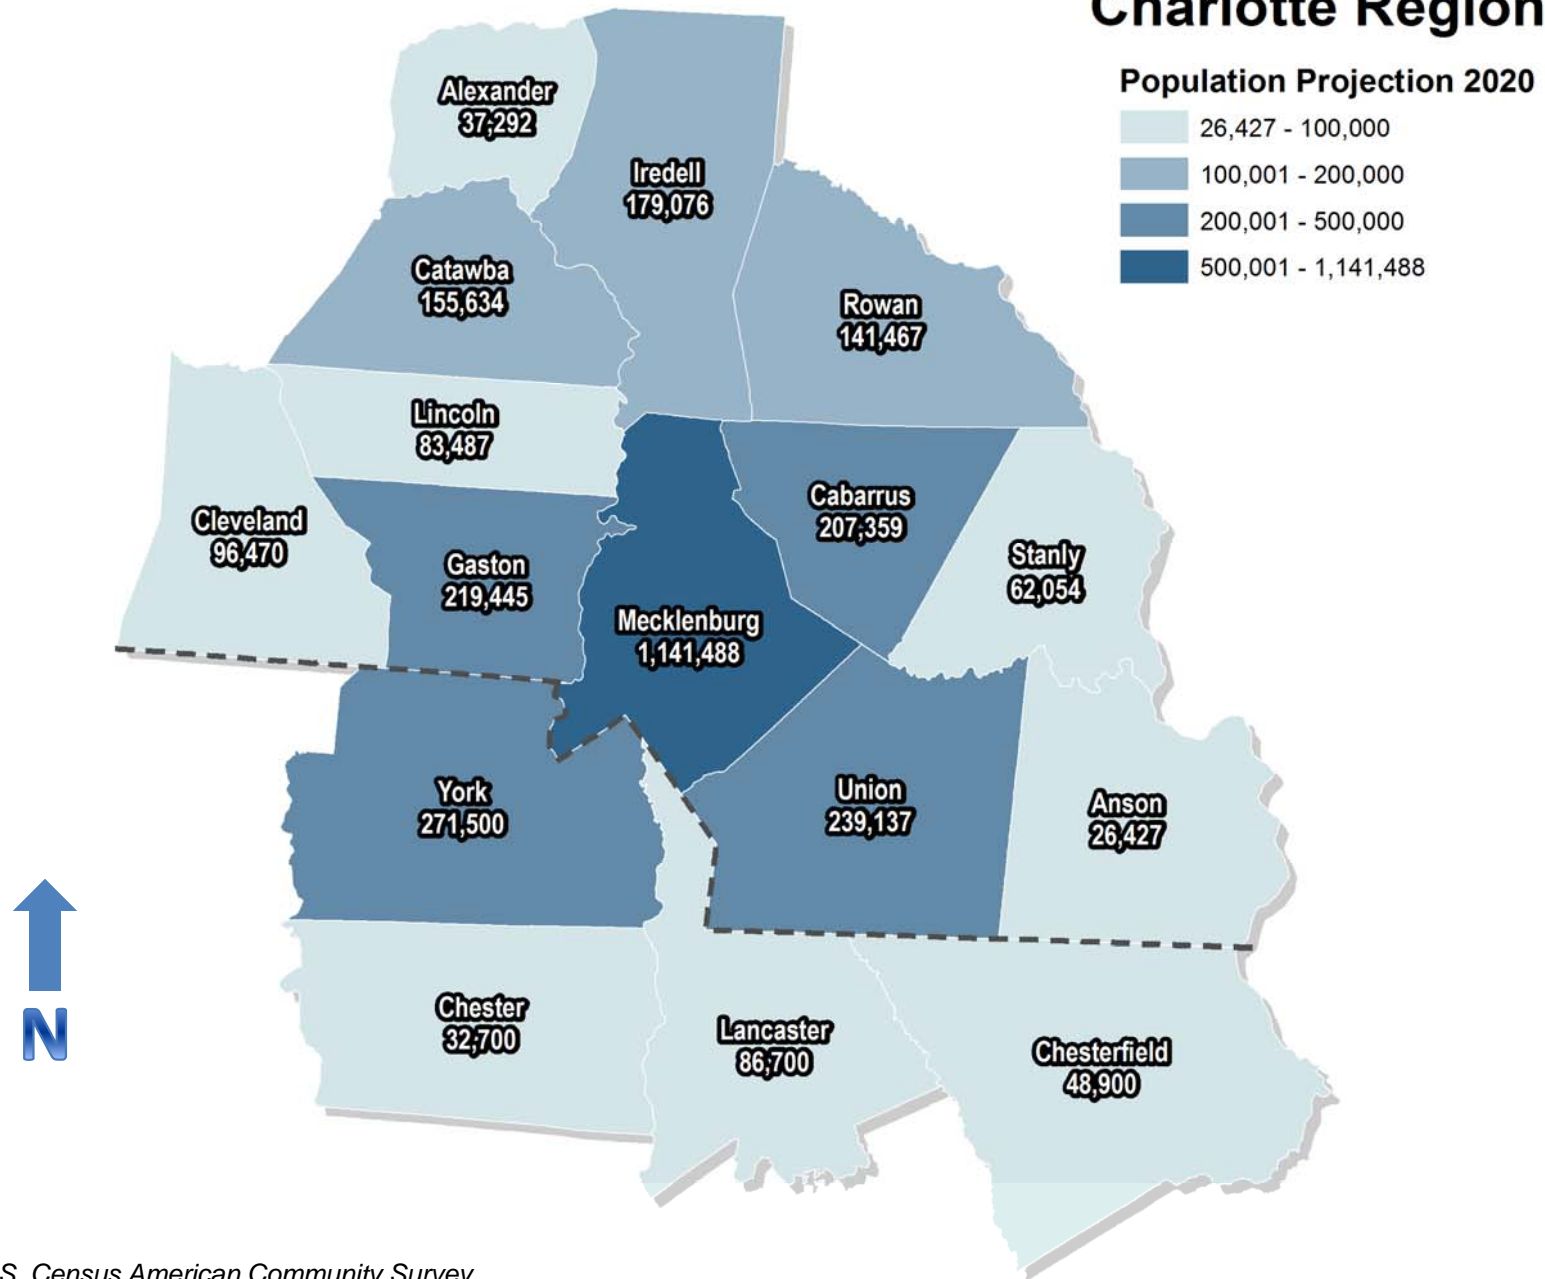 Charlotte Region
Population Projection 2020
26,427 - 100,000
100,001 - 200,000
200,001 - 500,000
500,001 - 1,141,488
Alexander
37,292
Iredell
179,076
Catawba
155,634
Rowan
141,467
Lincoln
83,487
Cleveland
96,470
Gaston
219,445
Cabarrus
207,359
Stanly
62,054
Mecklenburg
1,141,488
York
271,500
Union
239,137
Anson
26,427
Chester
32,700
Lancaster
86,700
Chesterfield
48,900
N
S. Census American Community Survey